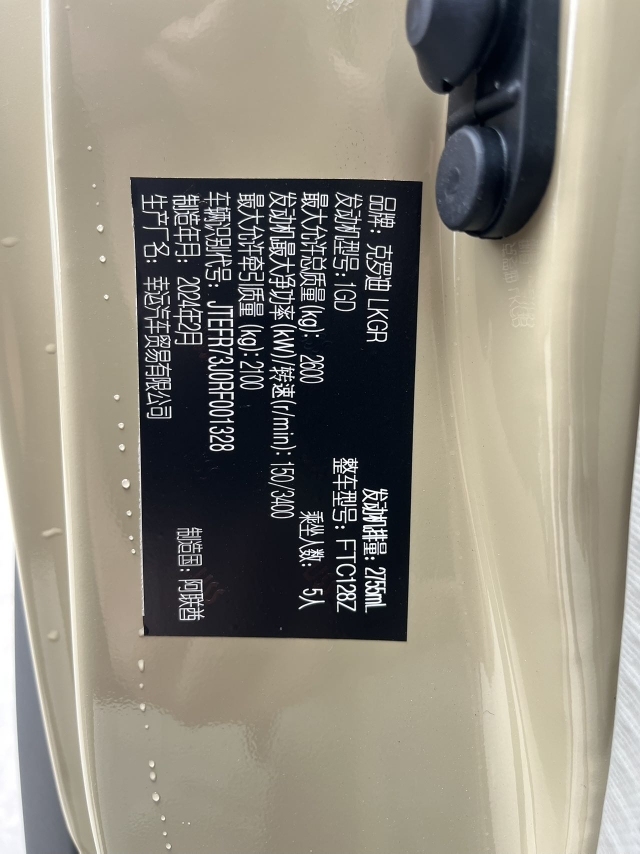 品牌：克罗迪 LKGR 发动机排量：2755mL
发动机型号：1GD 整车型号：FTC128Z
最大允许总质量(kg)：2600 乘坐人数：5人
发动机最大净功率(kW)/转速(r/min)：150/3400
最大允许牵引质量(kg)：2100
车辆识别代号：JTEFR73J0RF001328
制造年月：2024年2月 制造国：阿联酋
生产厂名：幸运汽车贸易有限公司